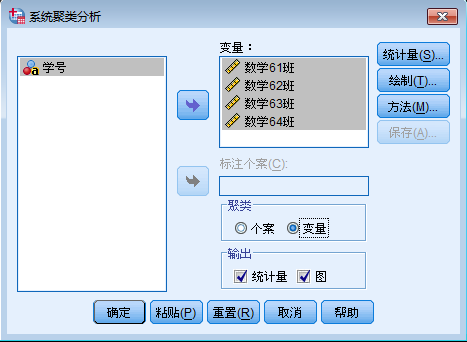 系统聚类分析
学号
变量：
数学61班
数学62班
数学63班
数学64班
统计量(S)...
绘制(T)...
方法(M)...
保存(A)...
标注个案(C):
聚类
个案
变量
输出
统计量
图
确定
粘贴(P)
重置(R)
取消
帮助